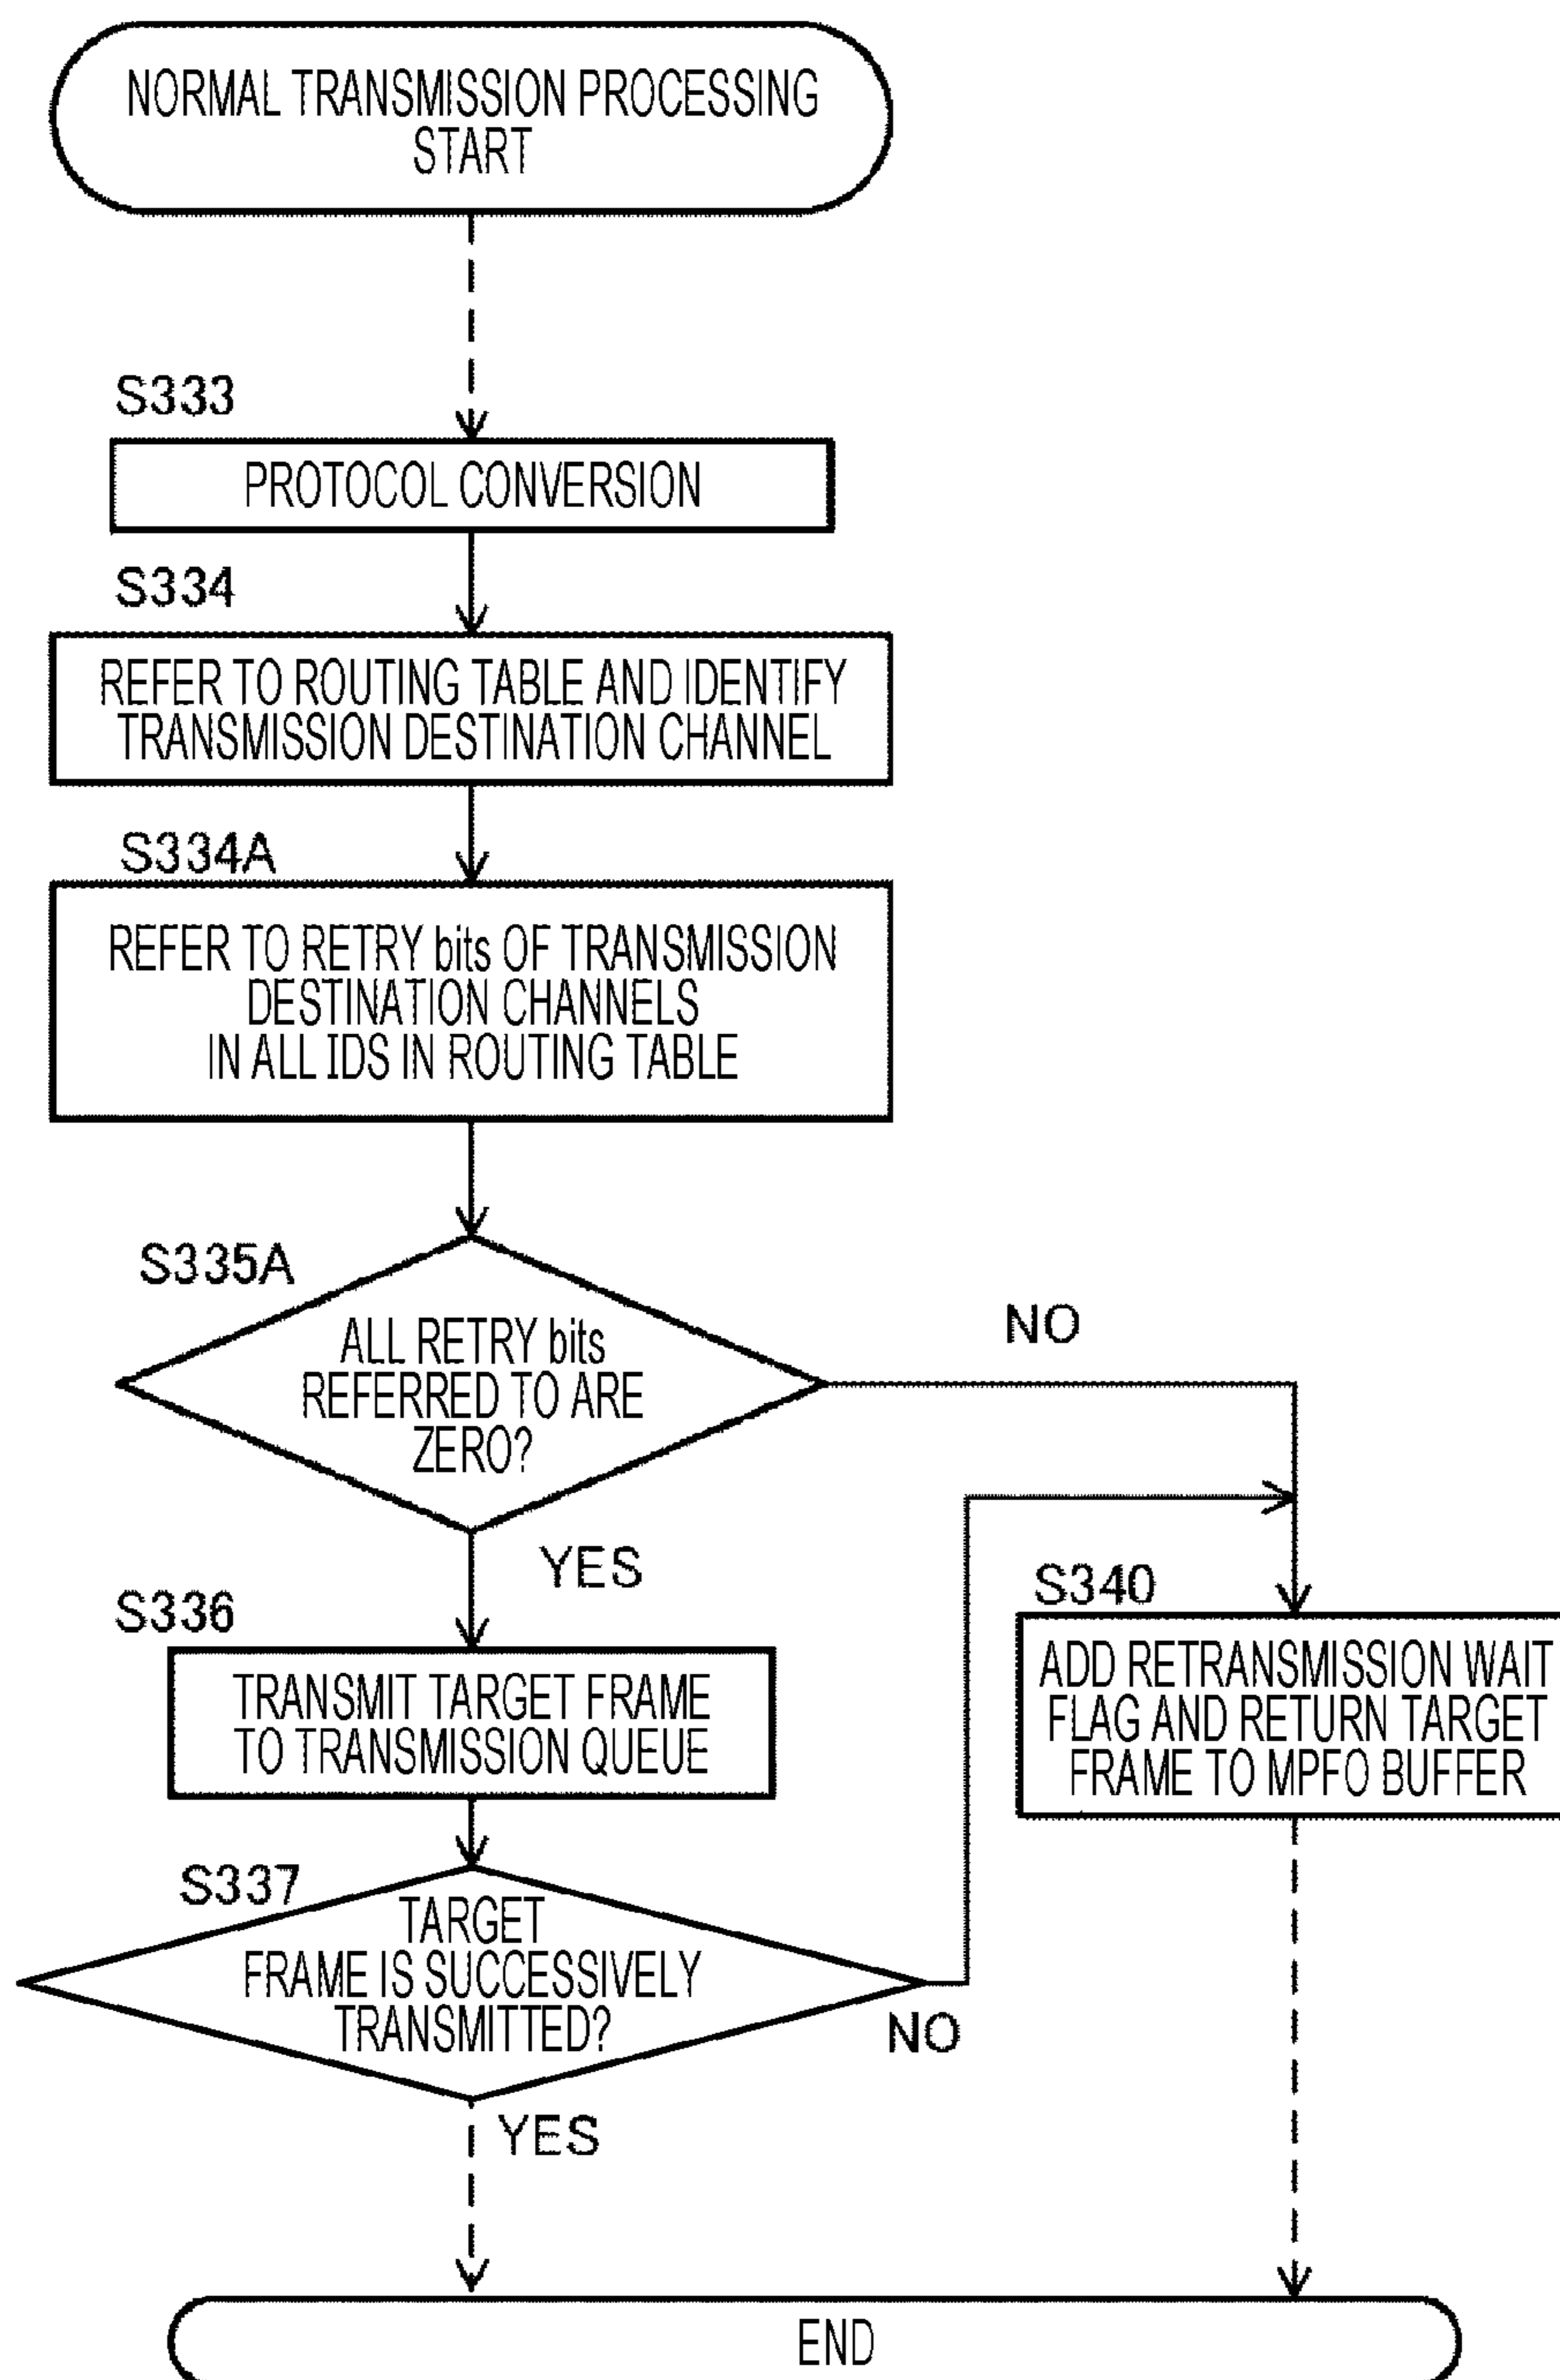 NORMAL TRANSMISSION PROCESSING
START
S333
PROTOCOL CONVERSION
S334
REFER TO ROUTING TABLE AND IDENTIFY
TRANSMISSION DESTINATION CHANNEL
S334A
REFER TO RETRY bits OF TRANSMISSION
DESTINATION CHANNELS
IN ALL IDS IN ROUTING TABLE
S335A
ALL RETRY bits
REFERRED TO ARE
ZERO?
NO
YES
S336
TRANSMIT TARGET FRAME
TO TRANSMISSION QUEUE
S340
ADD RETRANSMISSION WAIT
FLAG AND RETURN TARGET
FRAME TO MPFO BUFFER
S337
TARGET
FRAME IS SUCCESSIVELY
TRANSMITTED?
NO
YES
END